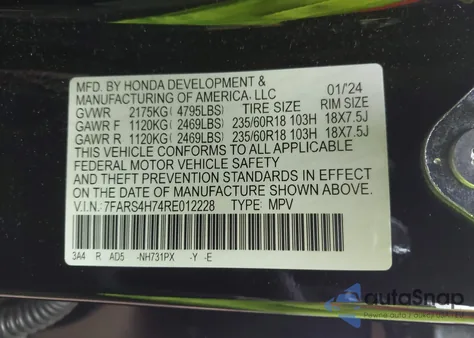 MFD. BY HONDA DEVELOPMENT &
MANUFACTURING OF AMERICA, LLC 01/24
GVWR 2175KG( 4795LBS) TIRE SIZE RIM SIZE
GAWR F 1120KG( 2469LBS) 235/60R18 103H 18X7.5J
GAWR R 1120KG( 2469LBS) 235/60R18 103H 18X7.5J
THIS VEHICLE CONFORMS TO ALL APPLICABLE
FEDERAL MOTOR VEHICLE SAFETY
AND THEFT PREVENTION STANDARDS IN EFFECT
ON THE DATE OF MANUFACTURE SHOWN ABOVE.
V.I.N. 7FARS4H74RE012228 TYPE: MPV
3A4 R AD5 -NH731PX -Y -E
autoSnap